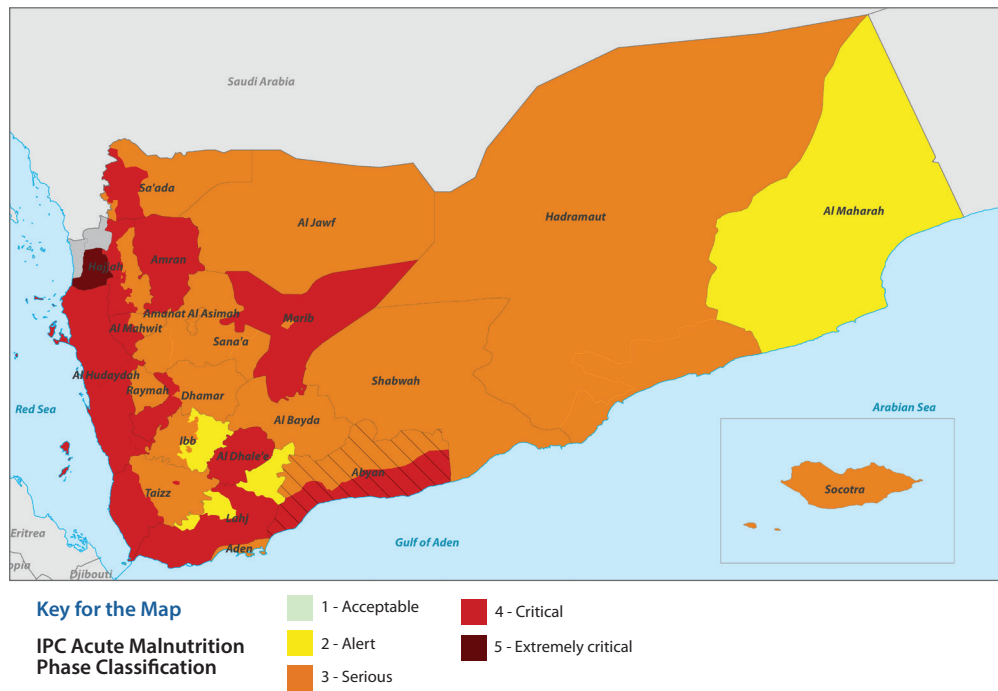 Saudi Arabia
Sa'ada
Al Jawf
Hadramaut
Al Maharah
Hajjah
Amran
Amanat Al Asimah
Marib
Al Mahwit
Sana'a
Al Hudaydah
Raymah
Dhamar
Shabwah
Red Sea
Arabian Sea
Al Bayda
Ibb
Al Dhale'e
Abyan
Taizz
Socotra
Lahj
Eritrea
Aden
Gulf of Aden
opia
Djibouti
Key for the Map
IPC Acute Malnutrition
Phase Classification
1 - Acceptable
2 - Alert
3 - Serious
4 - Critical
5 - Extremely critical